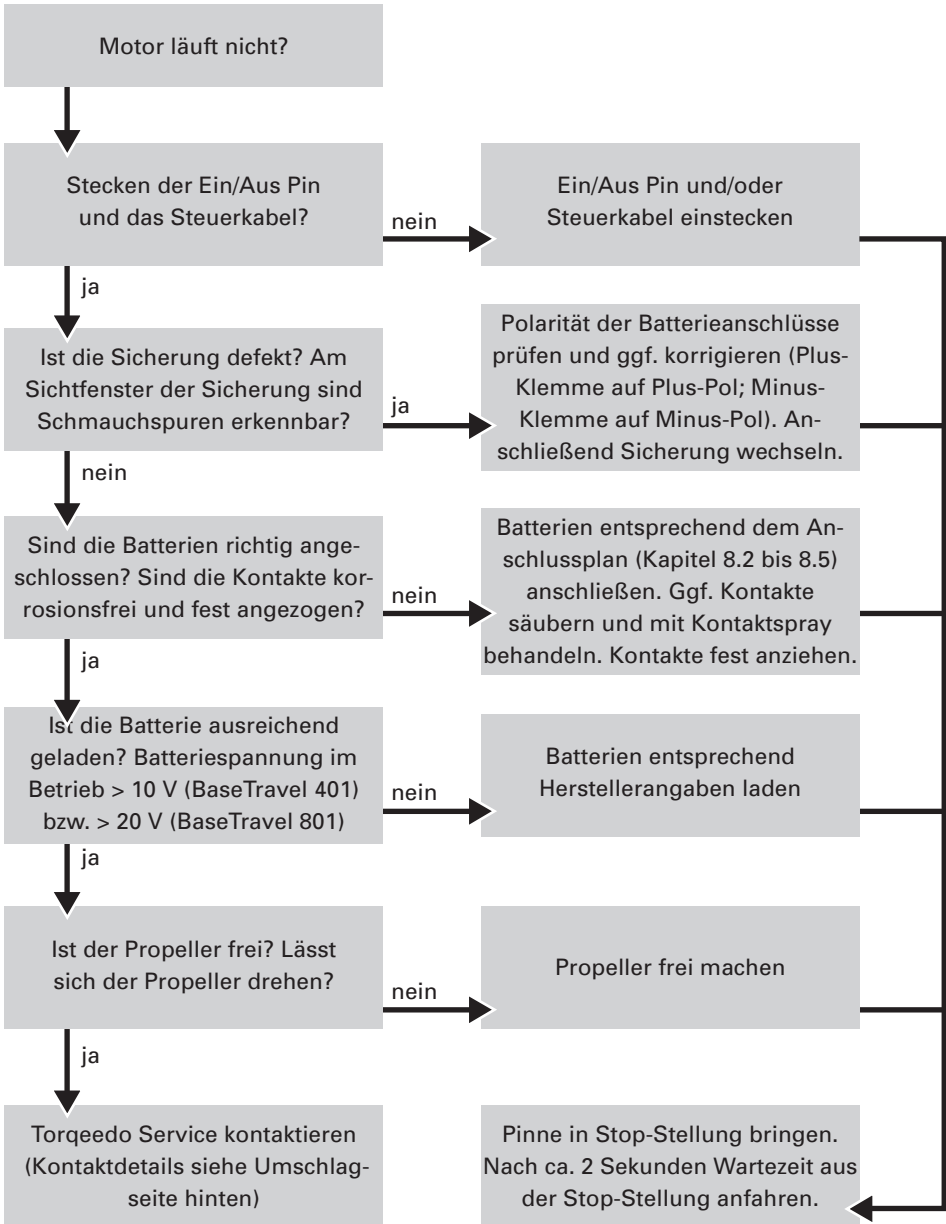 Motor läuft nicht?
Stecken der Ein/Aus Pin
und das Steuerkabel?
nein
Ein/Aus Pin und/oder
Steuerkabel einstecken
ja
Ist die Sicherung defekt? Am
Sichtfenster der Sicherung sind
Schmauchspuren erkennbar?
ja
Polarität der Batterieanschlüsse
prüfen und ggf. korrigieren (Plus-
Klemme auf Plus-Pol; Minus-
Klemme auf Minus-Pol). An-
schließend Sicherung wechseln.
nein
Sind die Batterien richtig ange-
schlossen? Sind die Kontakte kor-
rosionsfrei und fest angezogen?
nein
Batterien entsprechend dem An-
schlussplan (Kapitel 8.2 bis 8.5)
anschließen. Ggf. Kontakte
säubern und mit Kontaktspray
behandeln. Kontakte fest anziehen.
ja
Ist die Batterie ausreichend
geladen? Batteriespannung im
Betrieb > 10 V (BaseTravel 401)
bzw. > 20 V (BaseTravel 801)
nein
Batterien entsprechend
Herstellerangaben laden
ja
Ist der Propeller frei? Lässt
sich der Propeller drehen?
nein
Propeller frei machen
ja
Torqeedo Service kontaktieren
(Kontaktdetails siehe Umschlag-
seite hinten)
Pinne in Stop-Stellung bringen.
Nach ca. 2 Sekunden Wartezeit aus
der Stop-Stellung anfahren.